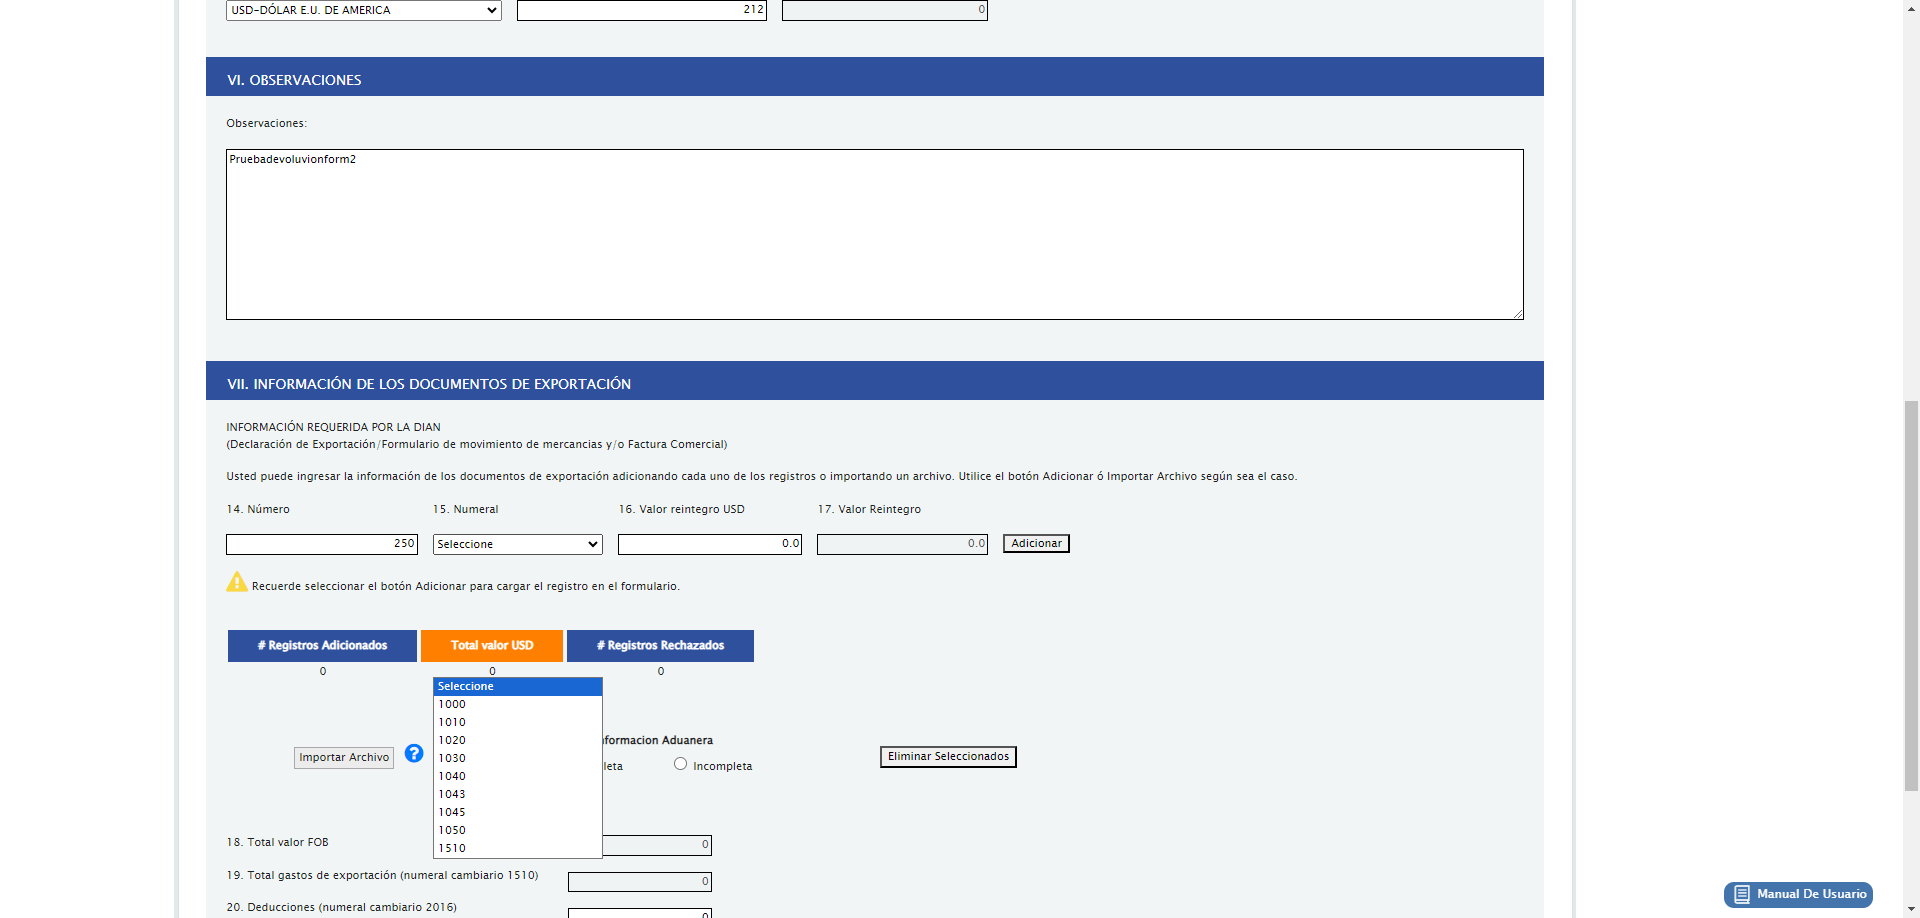 USD-DÓLAR E.U. DE AMERICA 212 0
VI. OBSERVACIONES
Observaciones:
Pruebadevoluvionform2
VII. INFORMACIÓN DE LOS DOCUMENTOS DE EXPORTACIÓN
INFORMACIÓN REQUERIDA POR LA DIAN
(Declaración de Exportación/Formulario de movimiento de mercancias y/o Factura Comercial)
Usted puede ingresar la información de los documentos de exportación adicionando cada uno de los registros o importando un archivo. Utilice el botón Adicionar ó Importar Archivo según sea el caso.
14. Número 15. Numeral 16. Valor reintegro USD 17. Valor Reintegro
250 Seleccione 0.0 0.0 Adicionar
Recuerde seleccionar el botón Adicionar para cargar el registro en el formulario.
# Registros Adicionados Total valor USD # Registros Rechazados
0 0 0
Seleccione
1000
1010
1020
1030
1040
1043
1045
1050
1510
nformacion Aduanera
Importar Archivo ? leta Incompleta Eliminar Seleccionados
18. Total valor FOB 0
19. Total gastos de exportación (numeral cambiario 1510) 0
20. Deducciones (numeral cambiario 2016) 0
Manual De Usuario